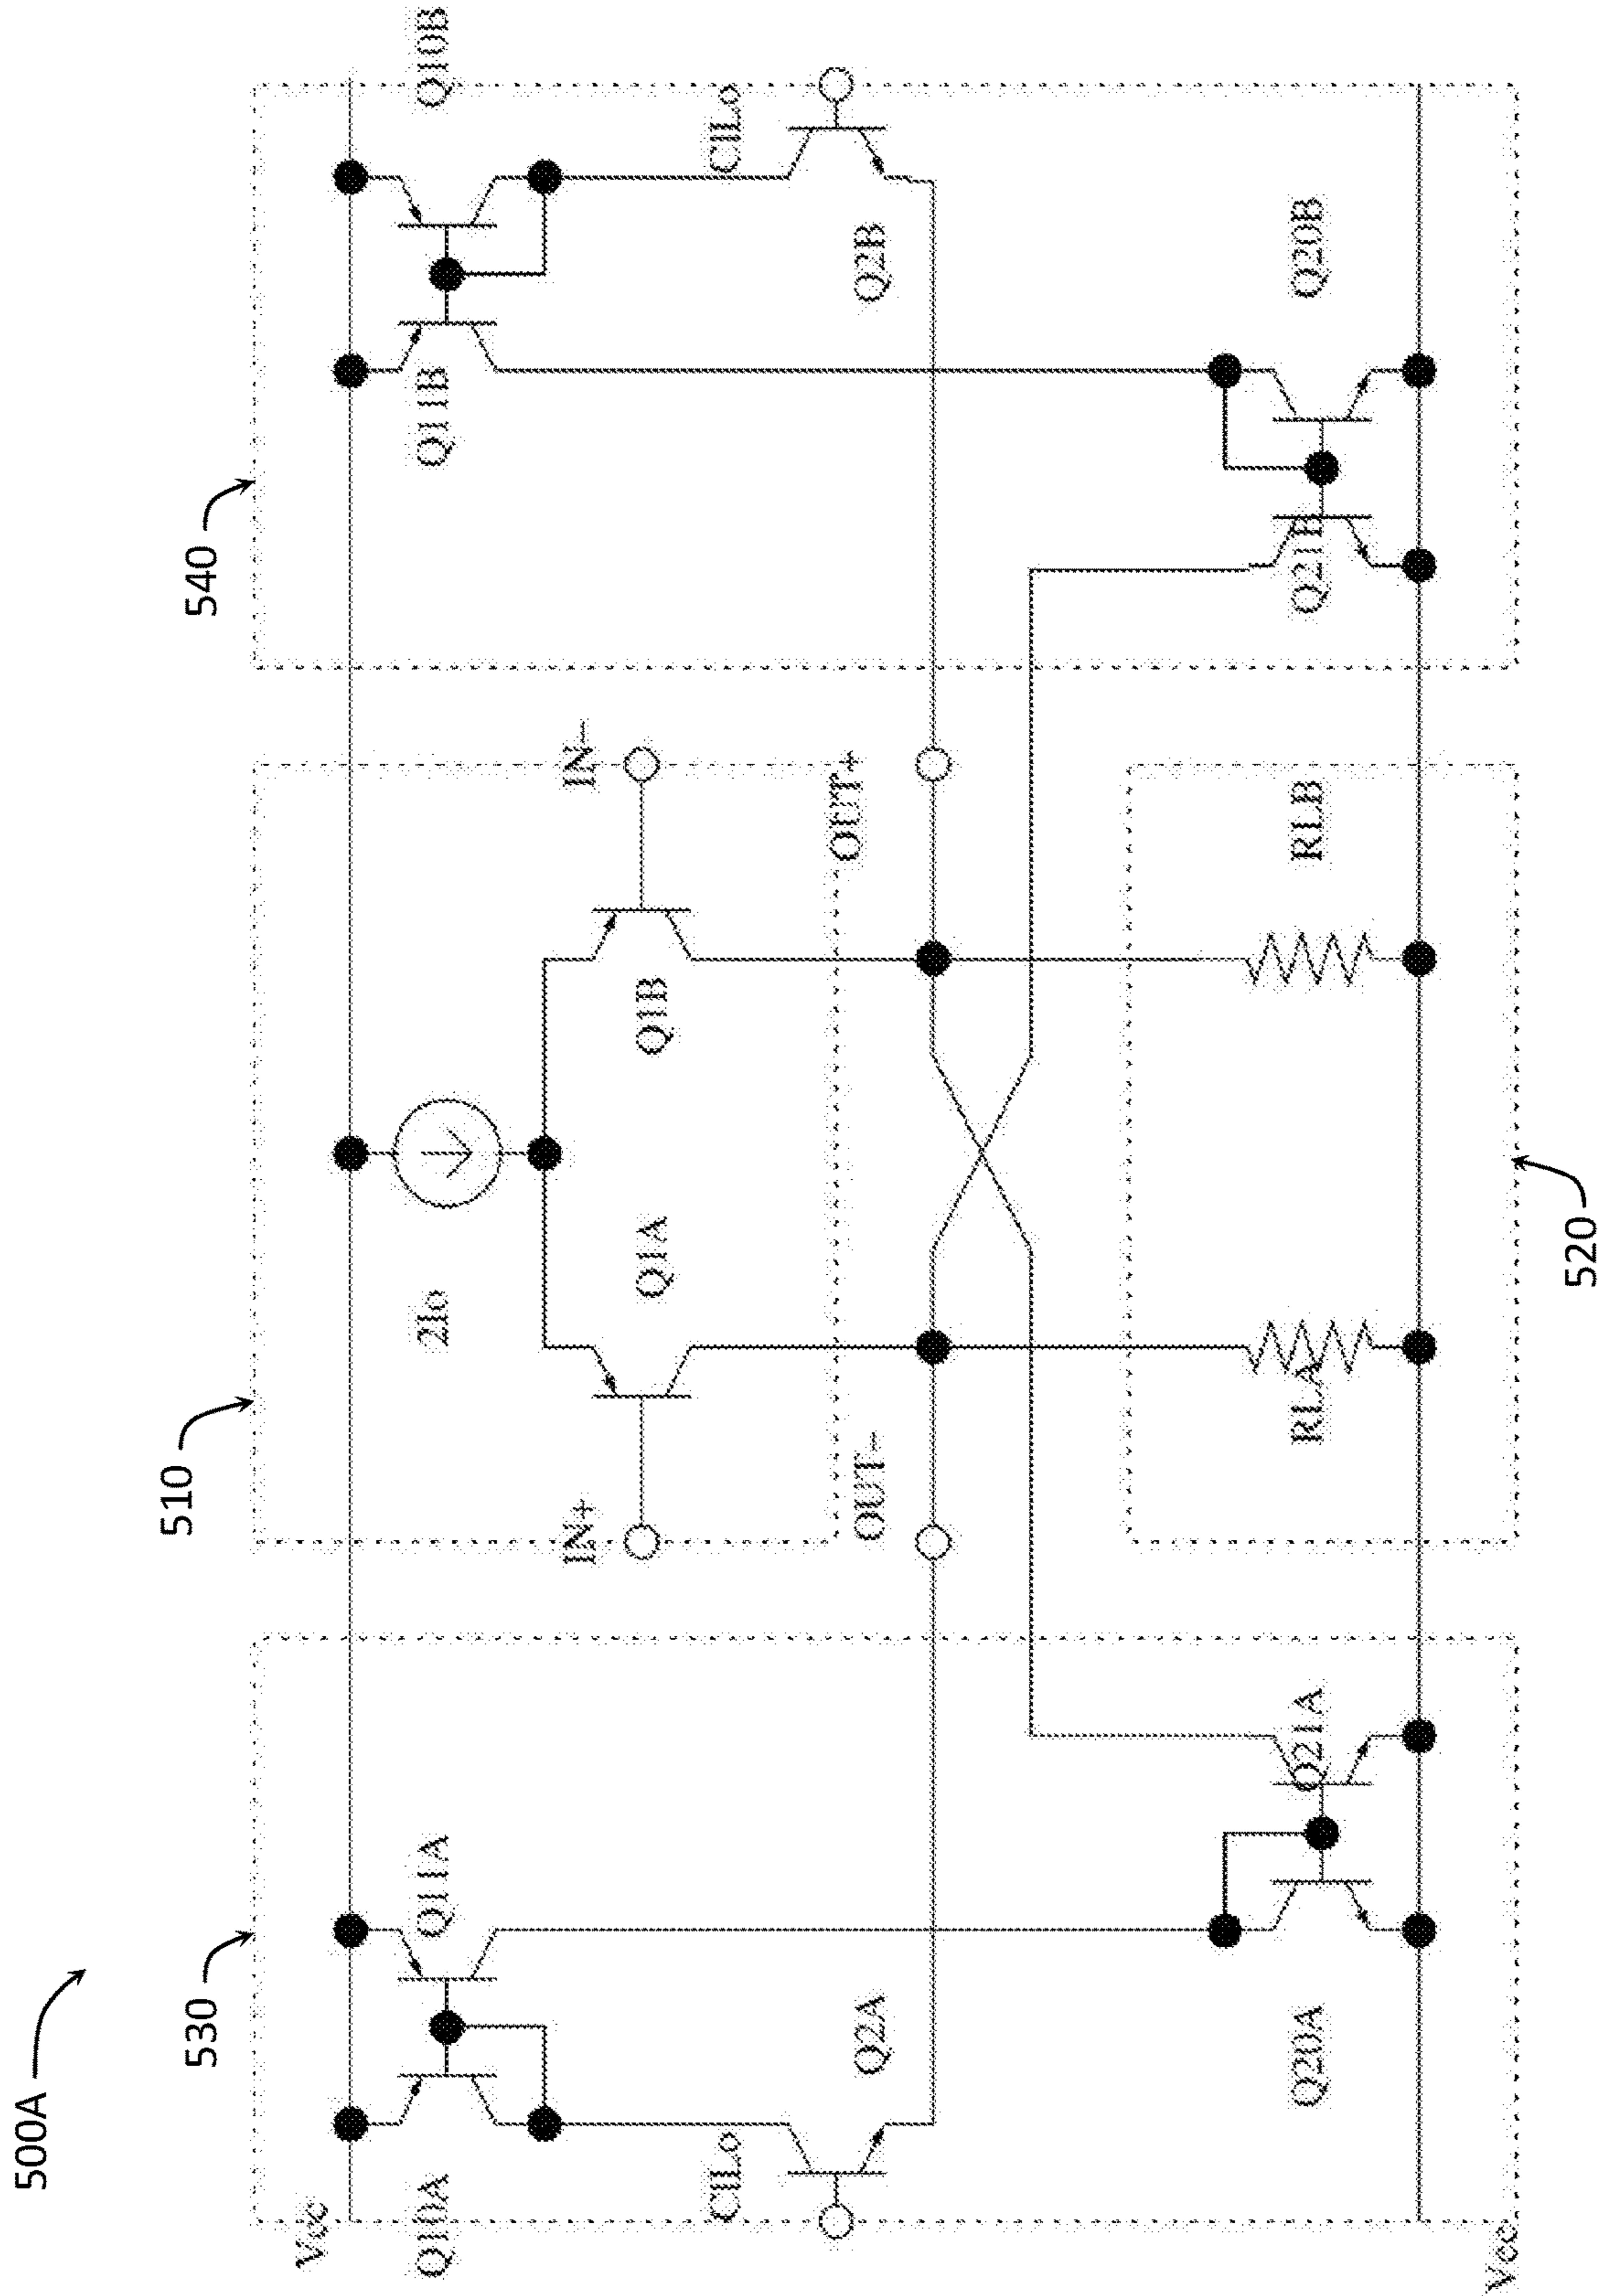 500A
530
510
540
Vcc
Q10A
Q11A
2Io
Q11B
Q10B
IN+
IN−
Q1A
Q1B
CILo
CILo
Q2A
OUT−
OUT+
Q2B
Q20A
Q21A
RLA
RLB
Q21B
Q20B
Vcc
520